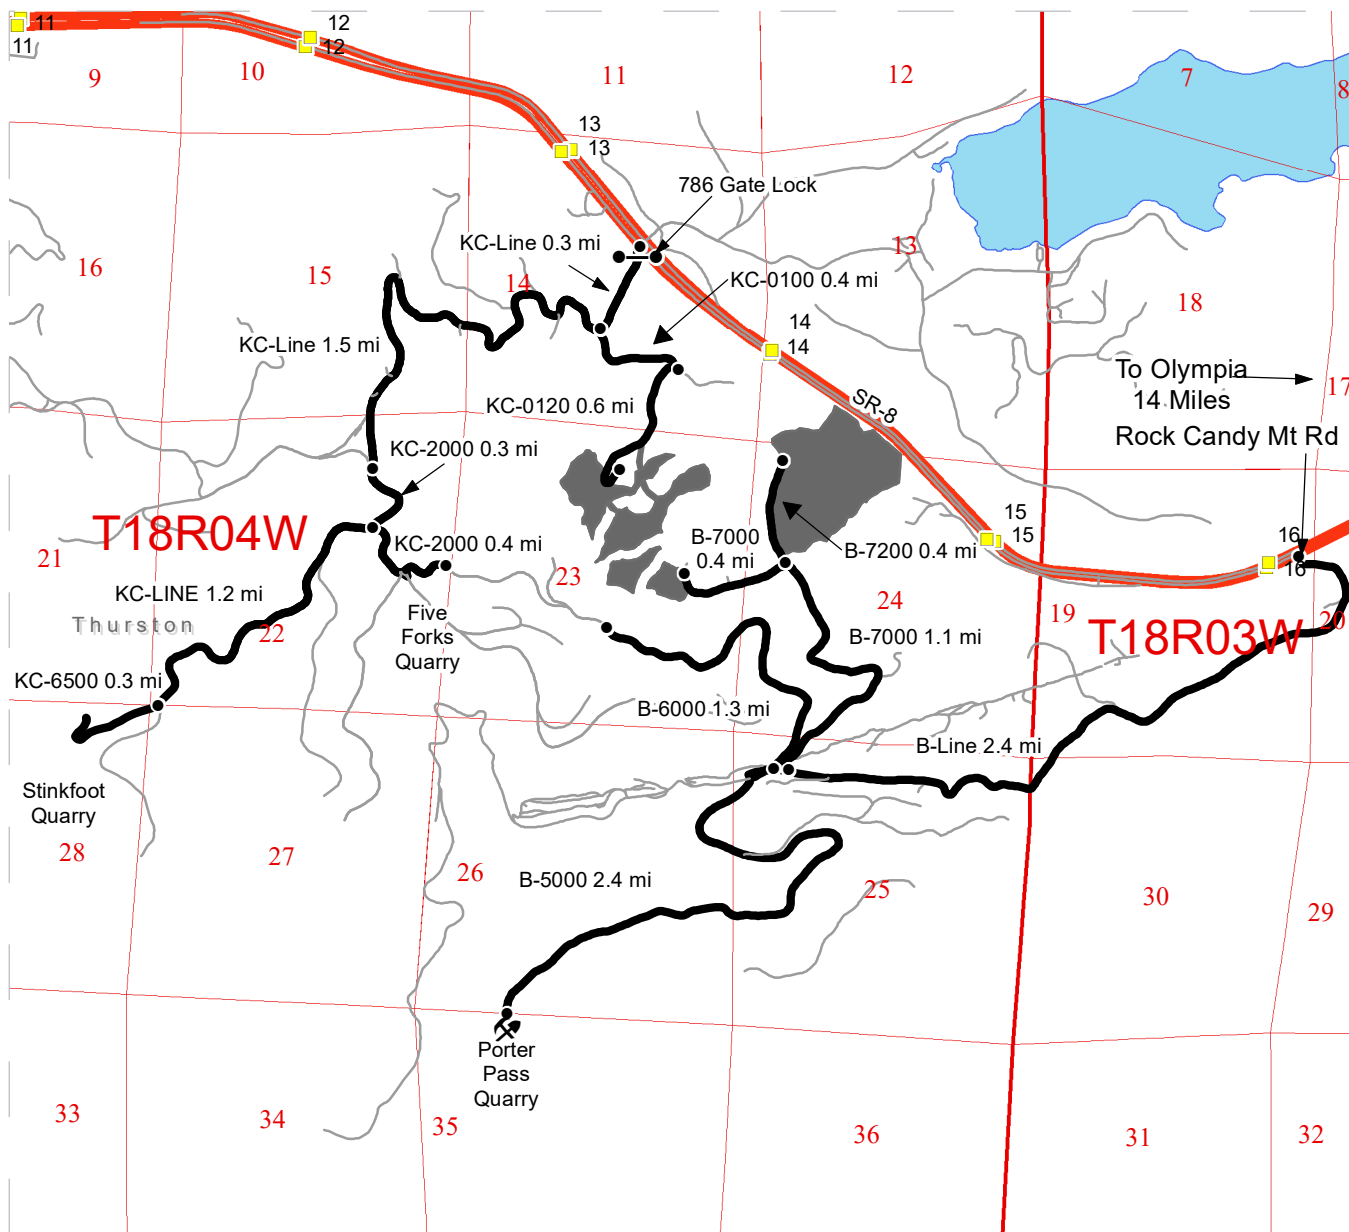 11
11
12
12
9
10
11
12
7
8
13
13
786 Gate Lock
KC-Line 0.3 mi
13
16
15
14
KC-0100 0.4 mi
18
14
14
KC-Line 1.5 mi
To Olympia
14 Miles
17
SR-8
KC-0120 0.6 mi
Rock Candy Mt Rd
KC-2000 0.3 mi
T18R04W
15
15
16
16
21
KC-2000 0.4 mi
B-7000
0.4 mi
B-7200 0.4 mi
23
KC-LINE 1.2 mi
24
19
20
Thurston
22
Five
Forks
Quarry
B-7000 1.1 mi
T18R03W
KC-6500 0.3 mi
B-6000 1.3 mi
B-Line 2.4 mi
Stinkfoot
Quarry
28
27
26
B-5000 2.4 mi
25
30
29
Porter
Pass
Quarry
33
34
35
36
31
32